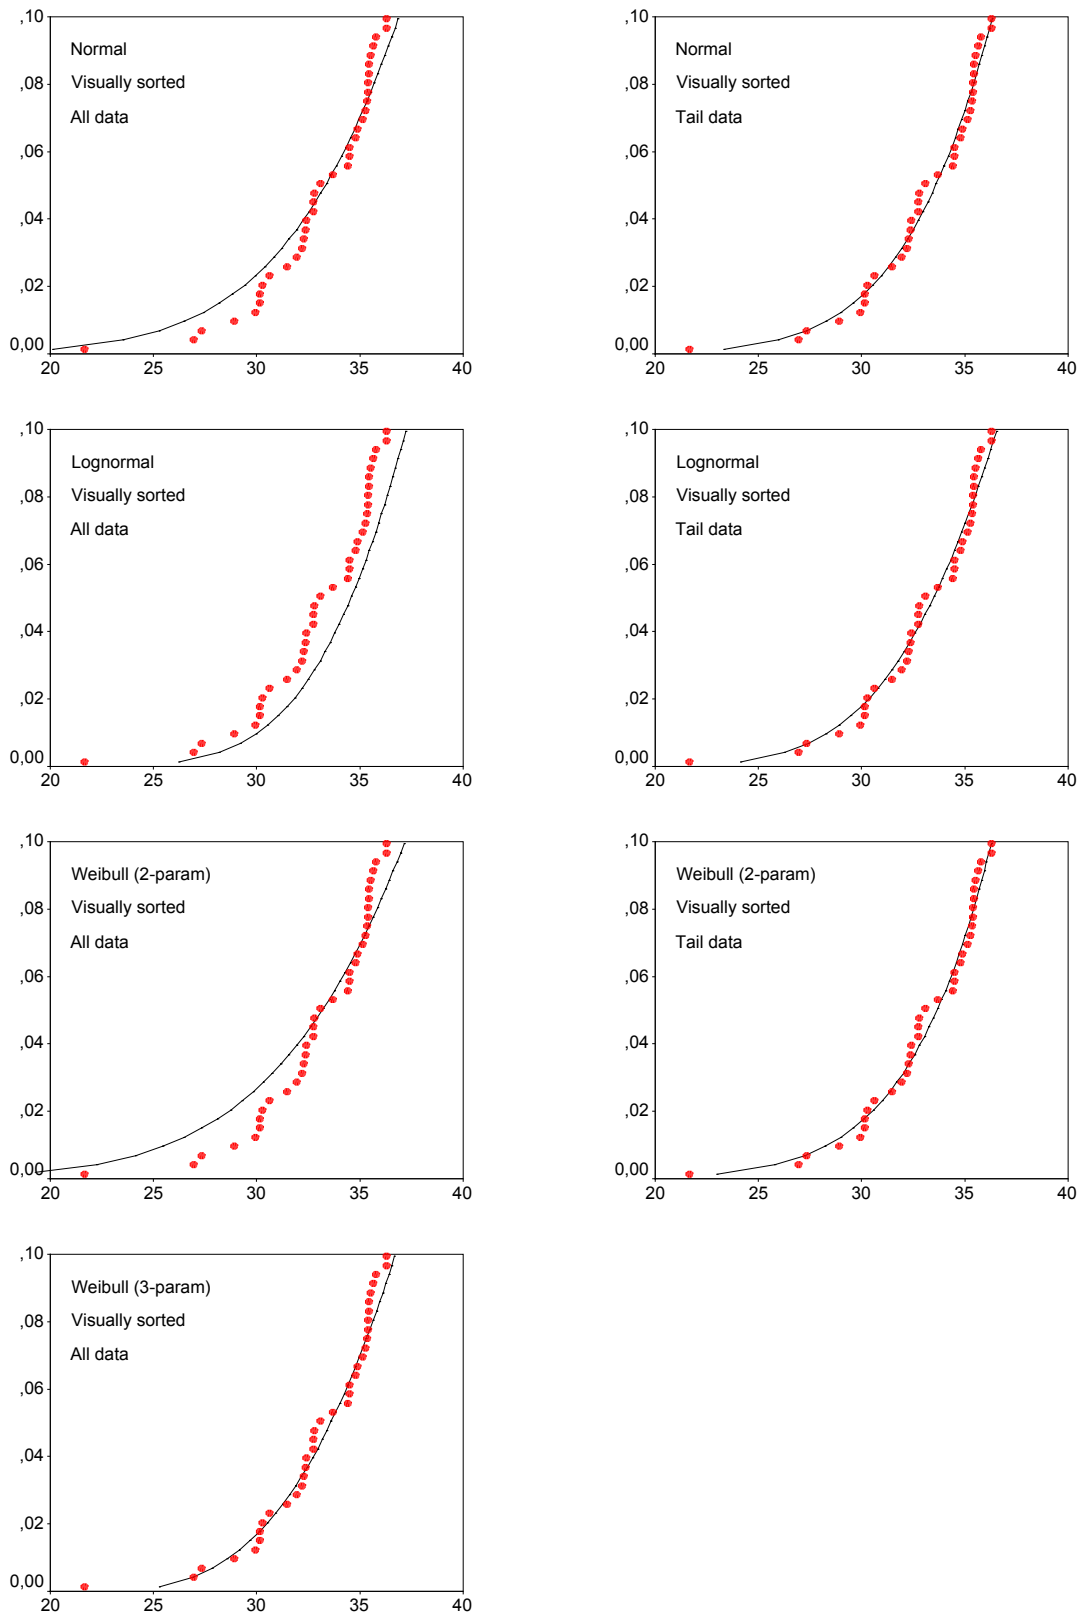 ,10
Normal
Visually sorted
All data
,08
,06
,04
,02
0,00
20 25 30 35 40
,10
Normal
Visually sorted
Tail data
,08
,06
,04
,02
0,00
20 25 30 35 40
,10
Lognormal
Visually sorted
All data
,08
,06
,04
,02
0,00
20 25 30 35 40
,10
Lognormal
Visually sorted
Tail data
,08
,06
,04
,02
0,00
20 25 30 35 40
,10
Weibull (2-param)
Visually sorted
All data
,08
,06
,04
,02
0,00
20 25 30 35 40
,10
Weibull (2-param)
Visually sorted
Tail data
,08
,06
,04
,02
0,00
20 25 30 35 40
,10
Weibull (3-param)
Visually sorted
All data
,08
,06
,04
,02
0,00
20 25 30 35 40